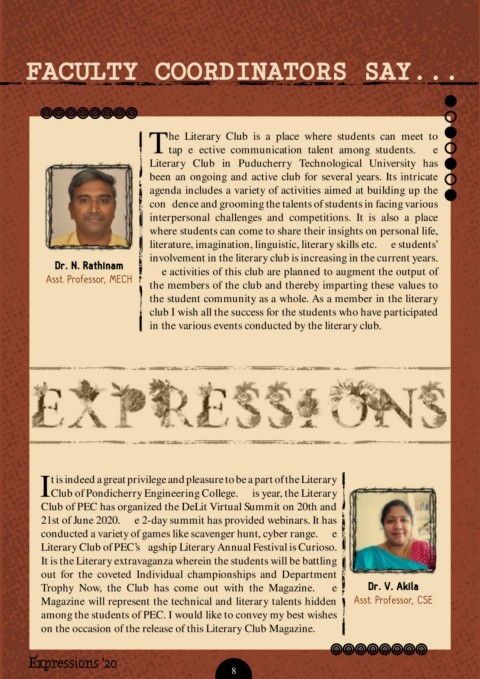 FACULTY COORDINATORS SAY...
The Literary Club is a place where students can meet to
tap e ective communication talent among students. e
Literary Club in Puducherry Technological University has
been an ongoing and active club for several years. Its intricate
agenda includes a variety of activities aimed at building up the
con dence and grooming the talents of students in facing various
interpersonal challenges and competitions. It is also a place
where students can come to share their insights on personal life,
literature, imagination, linguistic, literary skills etc. e students'
involvement in the literary club is increasing in the current years.
e activities of this club are planned to augment the output of
the members of the club and thereby imparting these values to
the student community as a whole. As a member in the literary
club I wish all the success for the students who have participated
in the various events conducted by the literary club.
Dr. N. Rathinam
Asst. Professor, MECH
EXPRESSIONS
It is indeed a great privilege and pleasure to be a part of the Literary
Club of Pondicherry Engineering College. is year, the Literary
Club of PEC has organized the DeLit Virtual Summit on 20th and
21st of June 2020. e 2-day summit has provided webinars. It has
conducted a variety of games like scavenger hunt, cyber range. e
Literary Club of PEC's agship Literary Annual Festival is Curioso.
It is the Literary extravaganza wherein the students will be battling
out for the coveted Individual championships and Department
Trophy Now, the Club has come out with the Magazine. e
Magazine will represent the technical and literary talents hidden
among the students of PEC. I would like to convey my best wishes
on the occasion of the release of this Literary Club Magazine.
Dr. V. Akila
Asst. Professor, CSE
Expressions '20
8